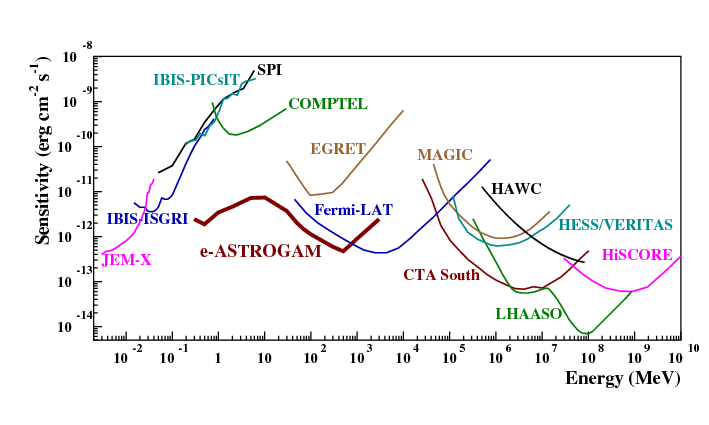 Sensitivity (erg cm⁻² s⁻¹)
10⁻⁸
10⁻⁹
10⁻¹⁰
10⁻¹¹
10⁻¹²
10⁻¹³
10⁻¹⁴
SPI
IBIS-PICsIT
COMPTEL
EGRET
MAGIC
HAWC
IBIS-ISGRI
Fermi-LAT
HESS/VERITAS
e-ASTROGAM
JEM-X
HiSCORE
CTA South
LHAASO
10⁻² 10⁻¹ 1 10 10² 10³ 10⁴ 10⁵ 10⁶ 10⁷ 10⁸ 10⁹ 10¹⁰
Energy (MeV)